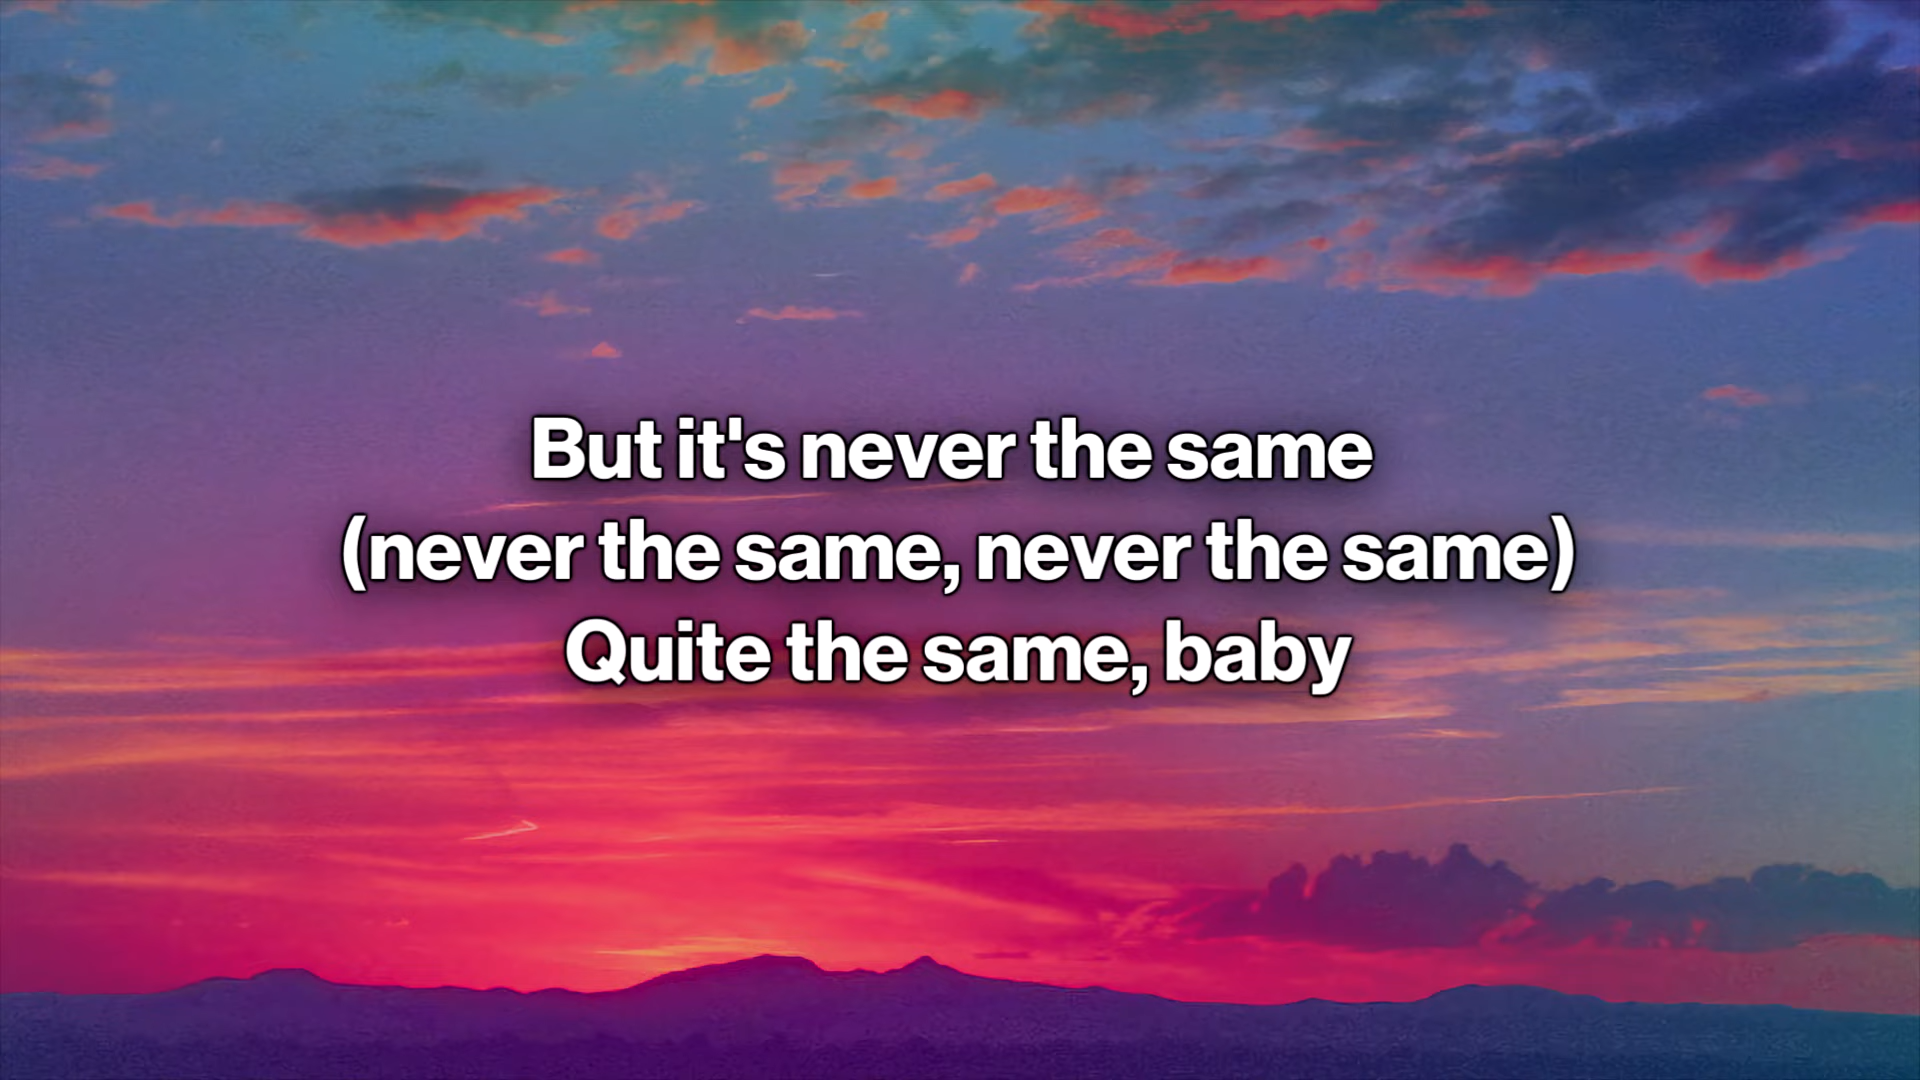 But it's never the same
(never the same, never the same)
Quite the same, baby